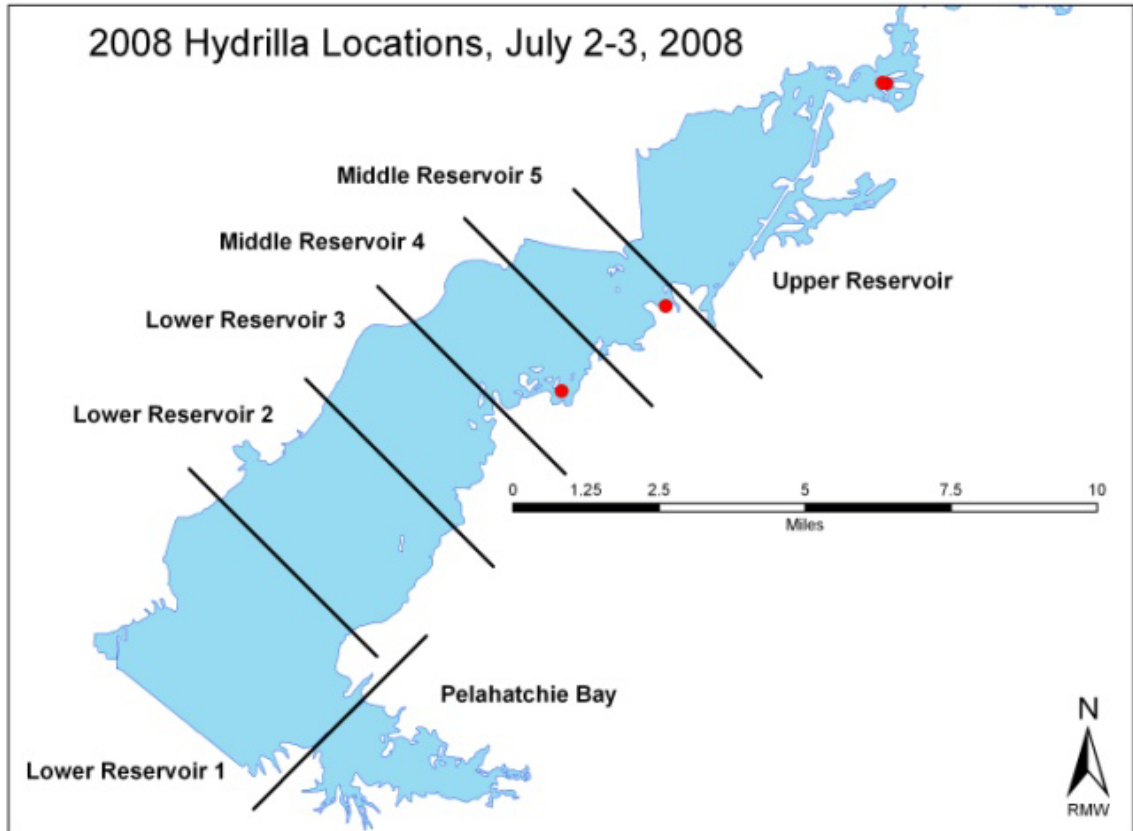 2008 Hydrilla Locations, July 2-3, 2008
Middle Reservoir 5
Middle Reservoir 4
Upper Reservoir
Lower Reservoir 3
Lower Reservoir 2
0 1.25 2.5 5 7.5 10
Miles
Pelahatchie Bay
Lower Reservoir 1
N
RMW